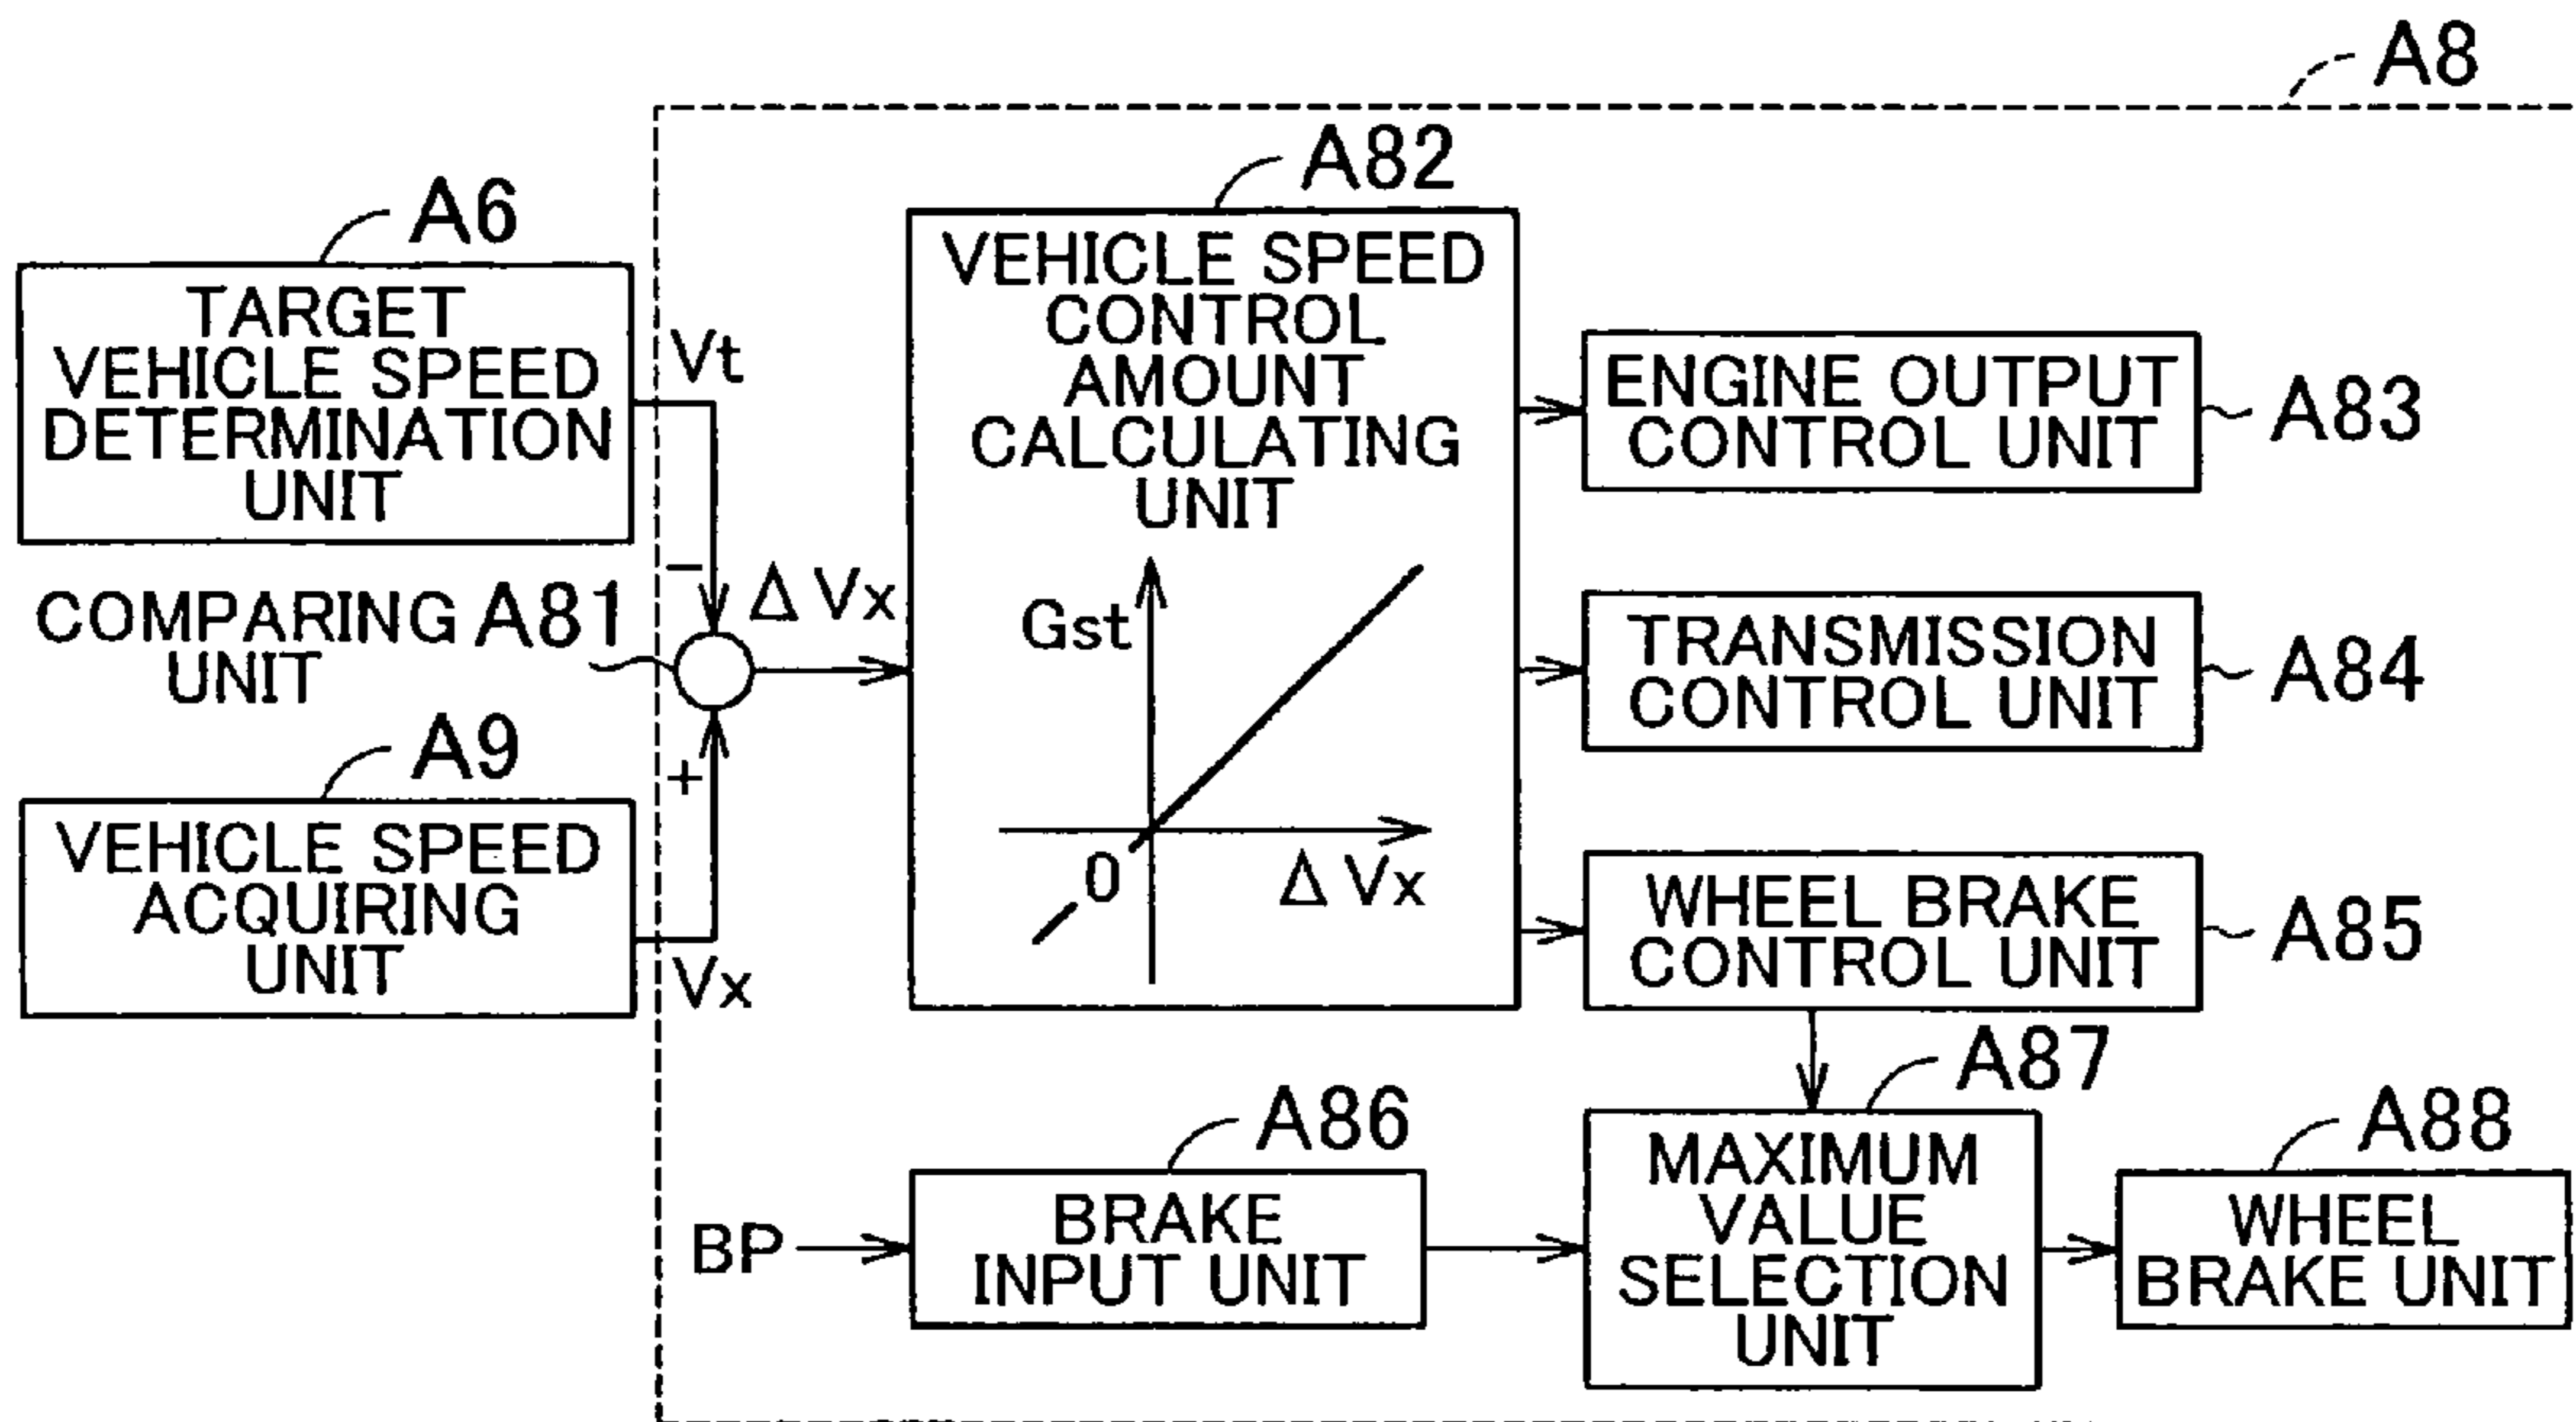 A8
A82
A6
VEHICLE SPEED
CONTROL
AMOUNT
CALCULATING
UNIT
TARGET
VEHICLE SPEED
DETERMINATION
UNIT
Vt
ENGINE OUTPUT
CONTROL UNIT
A83
−
COMPARING
UNIT
A81
Δ Vx
Gst
0
Δ Vx
TRANSMISSION
CONTROL UNIT
A84
A9
+
VEHICLE SPEED
ACQUIRING
UNIT
Vx
WHEEL BRAKE
CONTROL UNIT
A85
A87
A86
A88
BP
BRAKE
INPUT UNIT
MAXIMUM
VALUE
SELECTION
UNIT
WHEEL
BRAKE UNIT